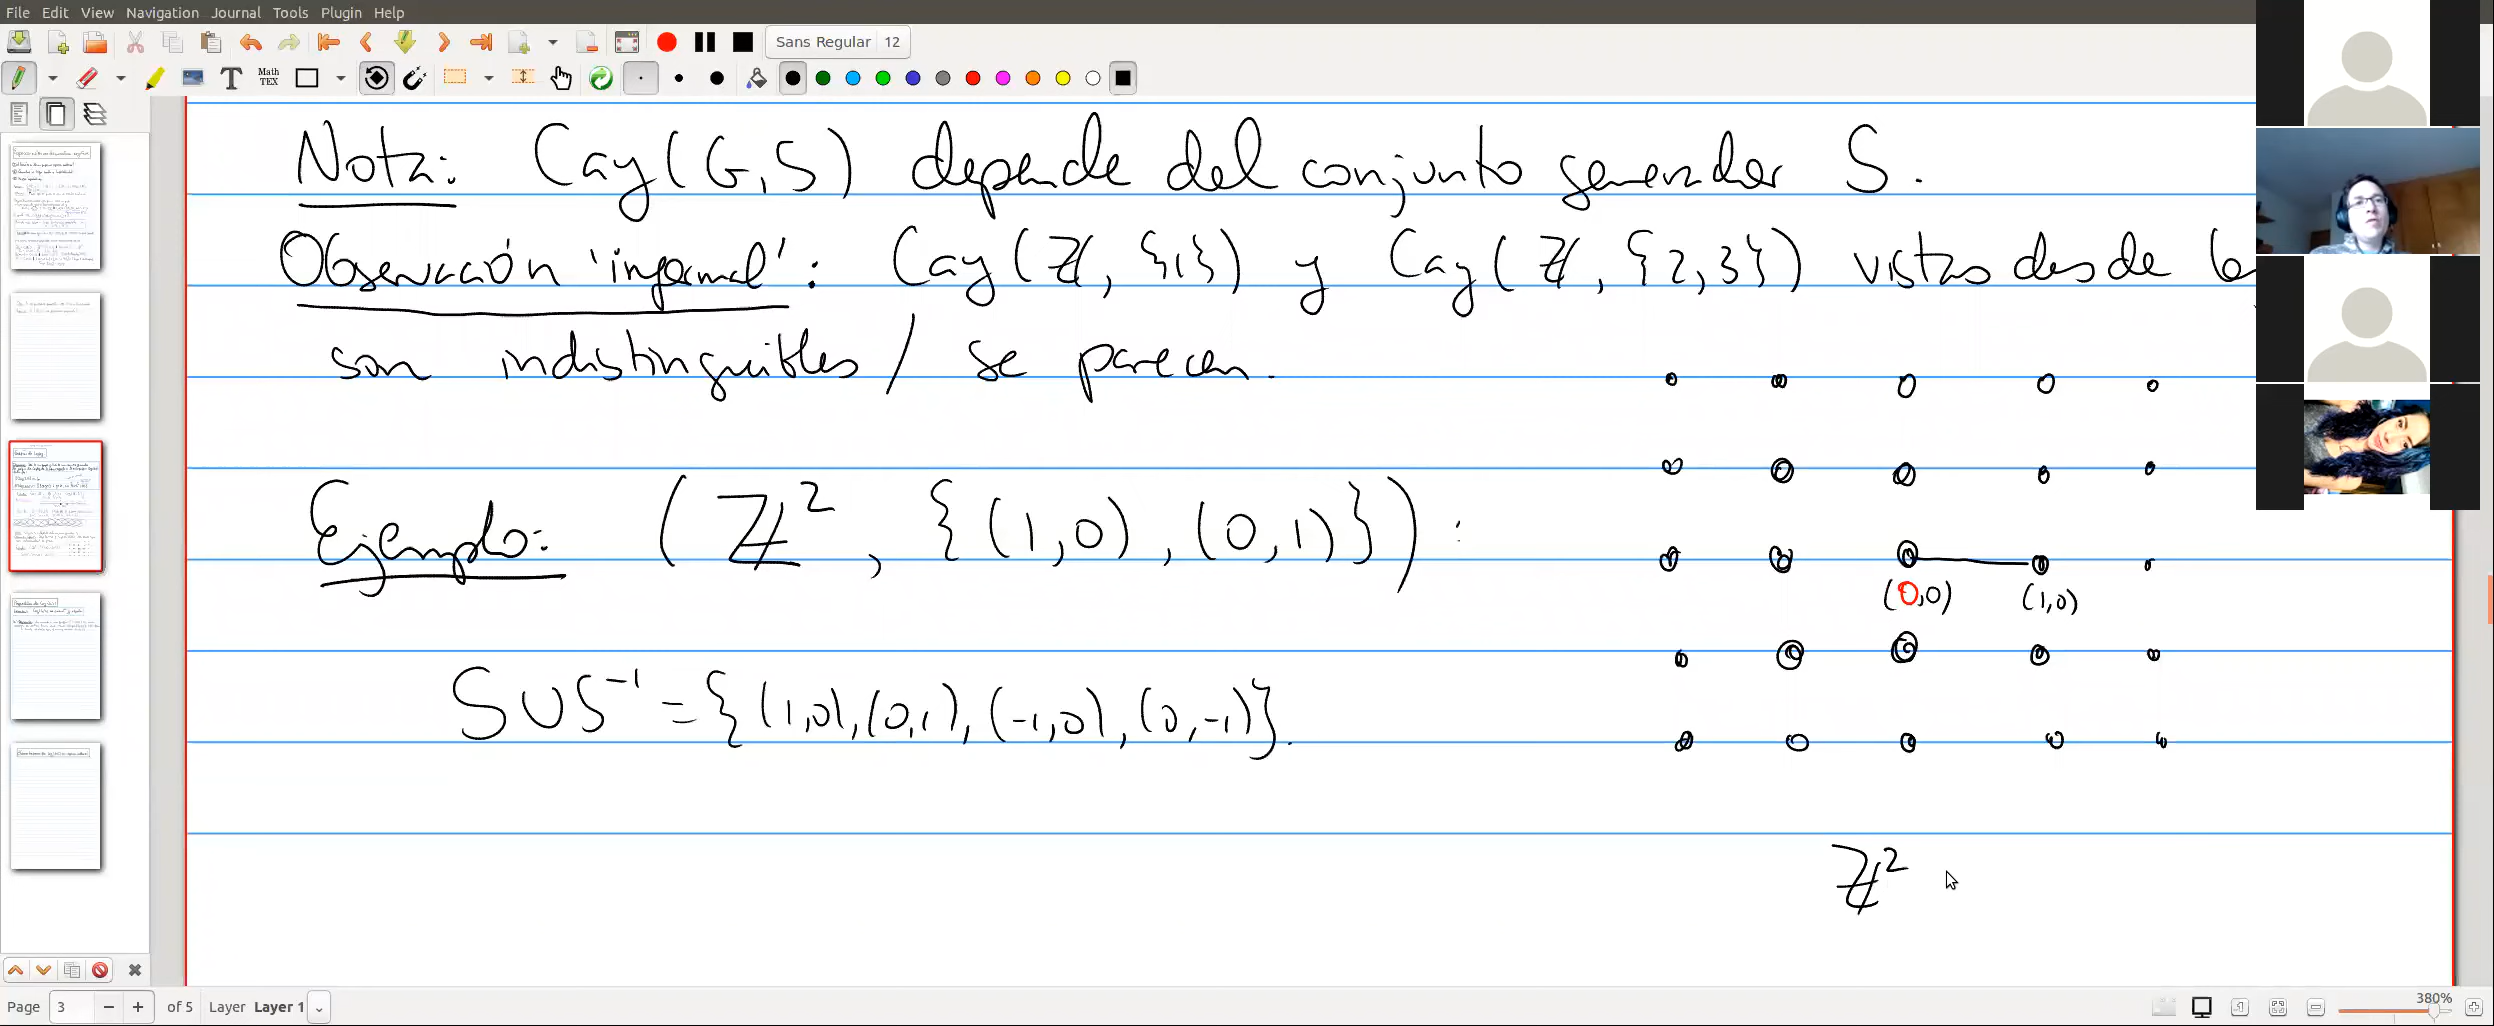 File Edit View Navigation Journal Tools Plugin Help
Sans Regular 12
Math TEX
Nota: Cay(G,S) depende del conjunto generador S.
Observación 'informal': Cay(ℤ, {1}) y Cay(ℤ, {2,3}) vistas desde le
son indistinguibles / se parecen.
Ejemplo: (ℤ², {(1,0), (0,1)}):
(0,0) (1,0)
S∪S⁻¹ = {(1,0),(0,1),(-1,0),(0,-1)}.
ℤ²
Page 3 of 5 Layer Layer 1
380%